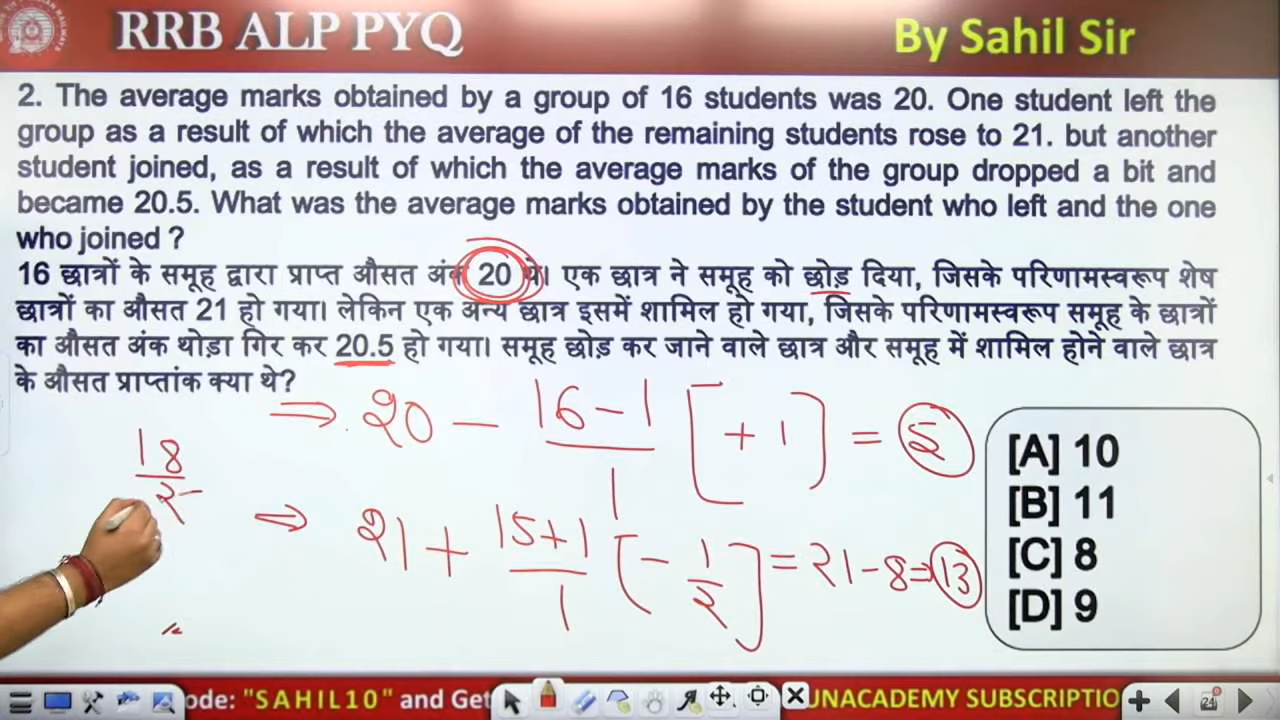 RRB ALP PYQ
By Sahil Sir
2. The average marks obtained by a group of 16 students was 20. One student left the
group as a result of which the average of the remaining students rose to 21. but another
student joined, as a result of which the average marks of the group dropped a bit and
became 20.5. What was the average marks obtained by the student who left and the one
who joined ?
16 छात्रों के समूह द्वारा प्राप्त औसत अंक 20 थे। एक छात्र ने समूह को छोड़ दिया, जिसके परिणामस्वरूप शेष
छात्रों का औसत 21 हो गया। लेकिन एक अन्य छात्र इसमें शामिल हो गया, जिसके परिणामस्वरूप समूह के छात्रों
का औसत अंक थोड़ा गिर कर 20.5 हो गया। समूह छोड़ कर जाने वाले छात्र और समूह में शामिल होने वाले छात्र
के औसत प्राप्तांक क्या थे?
⇒ 20 - 16-1/1 [+1] = 5
18/2
⇒ 21 + 15+1/1 [-1/2] = 21-8 ⇒ 13
[A] 10
[B] 11
[C] 8
[D] 9
ode: "SAHIL10" and Get
UNACADEMY SUBSCRIPTIO
24